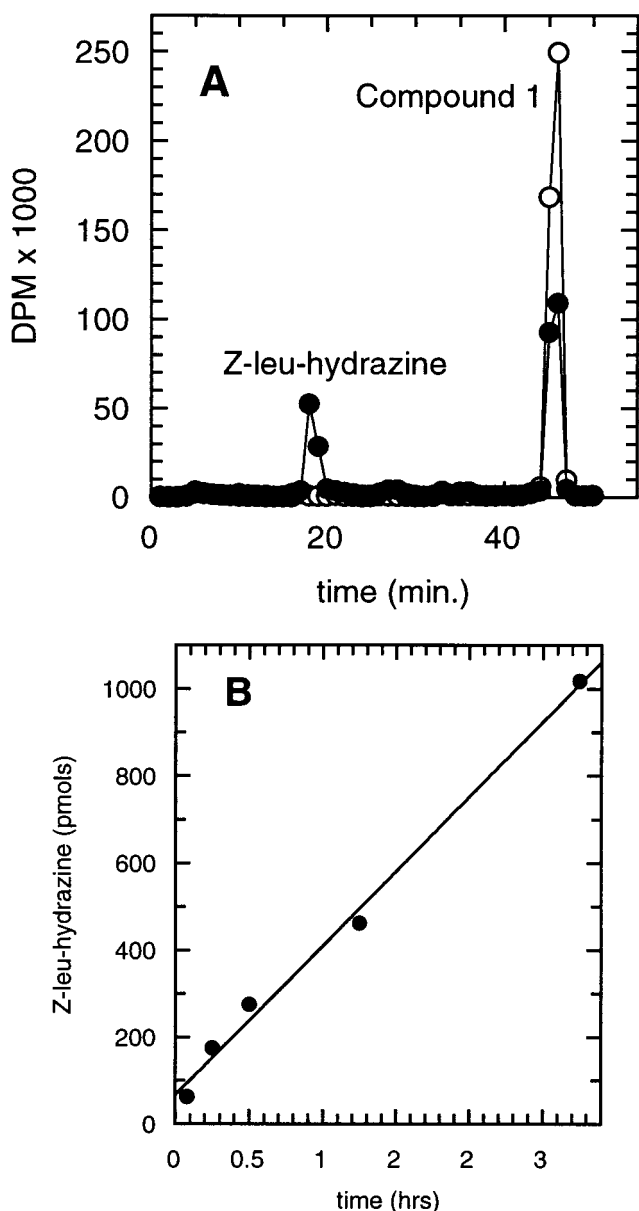 A
Compound 1
Z-leu-hydrazine
DPM x 1000
250
200
150
100
50
0
0 20 40
time (min.)
B
Z-leu-hydrazine (pmols)
1000
800
600
400
200
0
0 0.5 1 2 2 3
time (hrs)